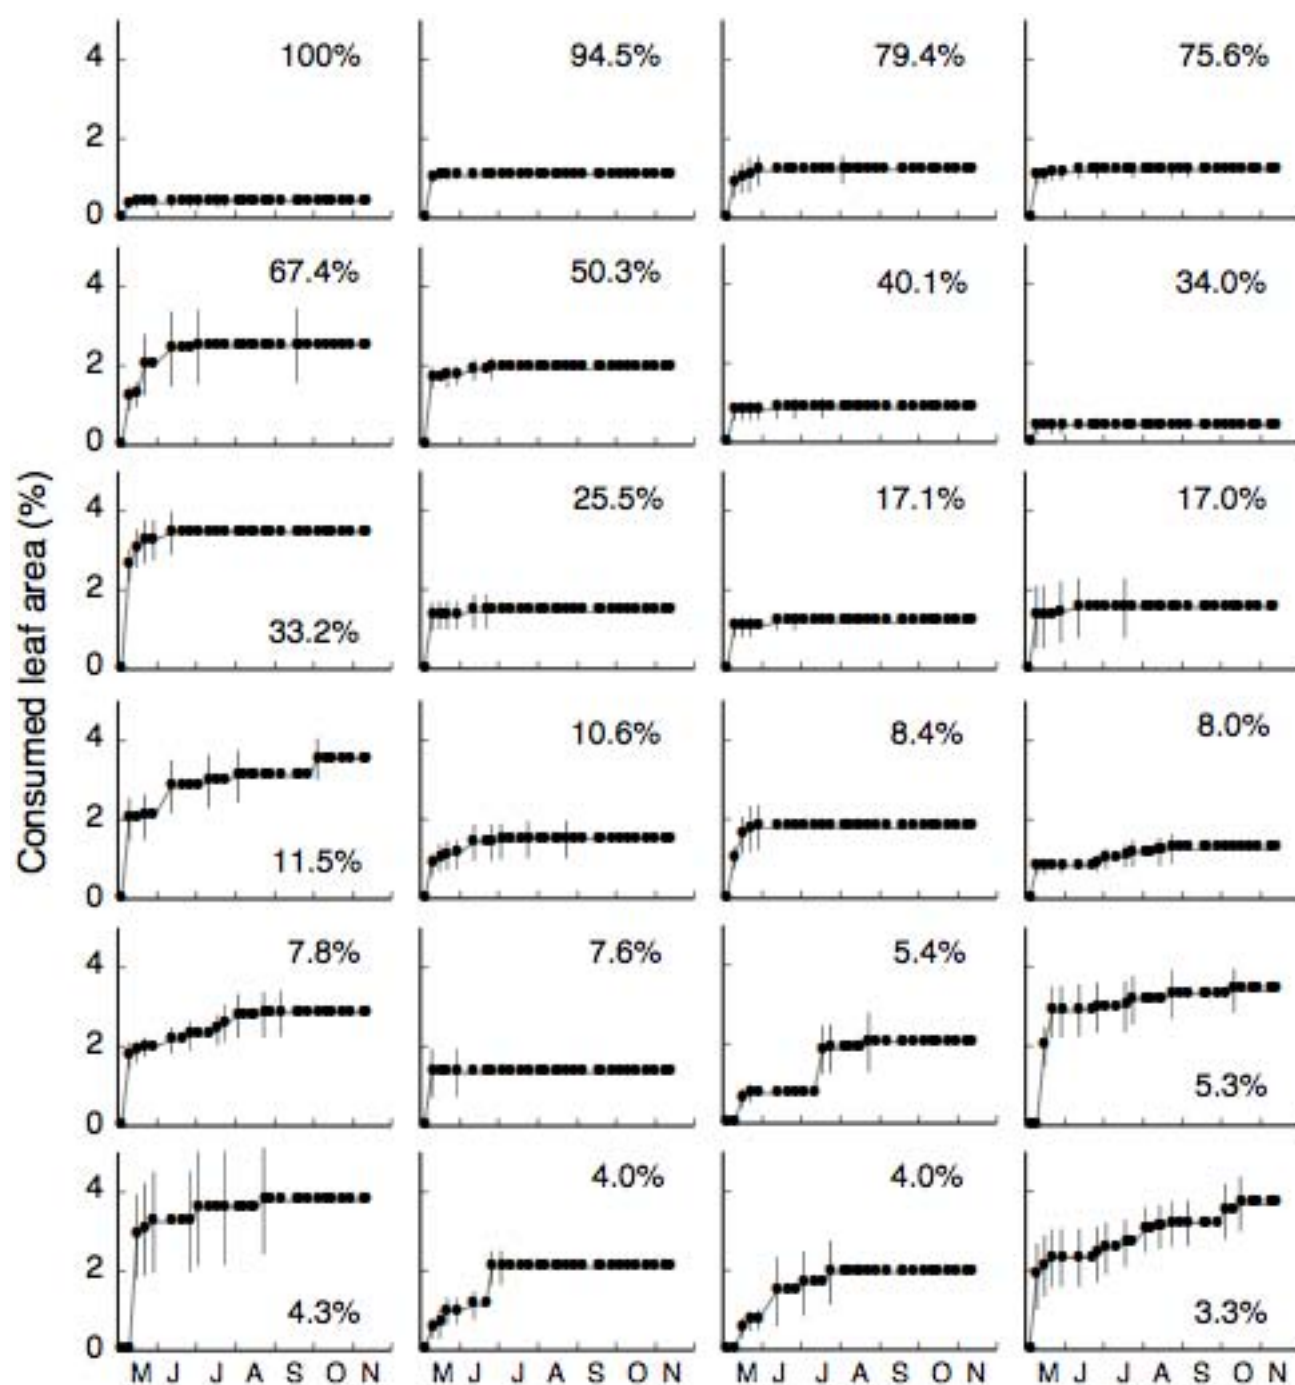 Consumed leaf area (%)
4 100% 94.5% 79.4% 75.6%
2
0
4 67.4% 50.3% 40.1% 34.0%
2
0
4 25.5% 17.1% 17.0%
2
33.2%
0
4 10.6% 8.4% 8.0%
2
11.5%
0
4 7.8% 7.6% 5.4%
2
5.3%
0
4 4.0% 4.0%
2
4.3% 3.3%
0
M J J A S O N M J J A S O N M J J A S O N M J J A S O N